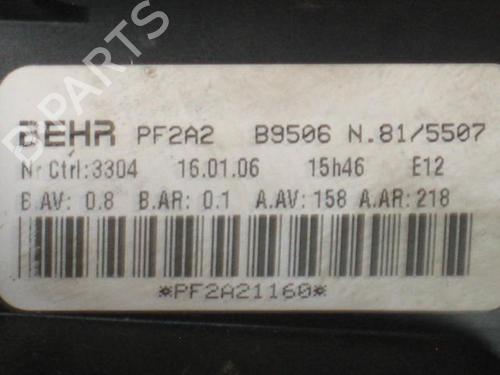 BEHR PF2A2 B9506 N.81/5507
Nr Ctrl:3304 16.01.06 15h46 E12
B.AV: 0.8 B.AR: 0.1 A.AV: 158 A.AR: 218
*PF2A21160*
B-PARTS